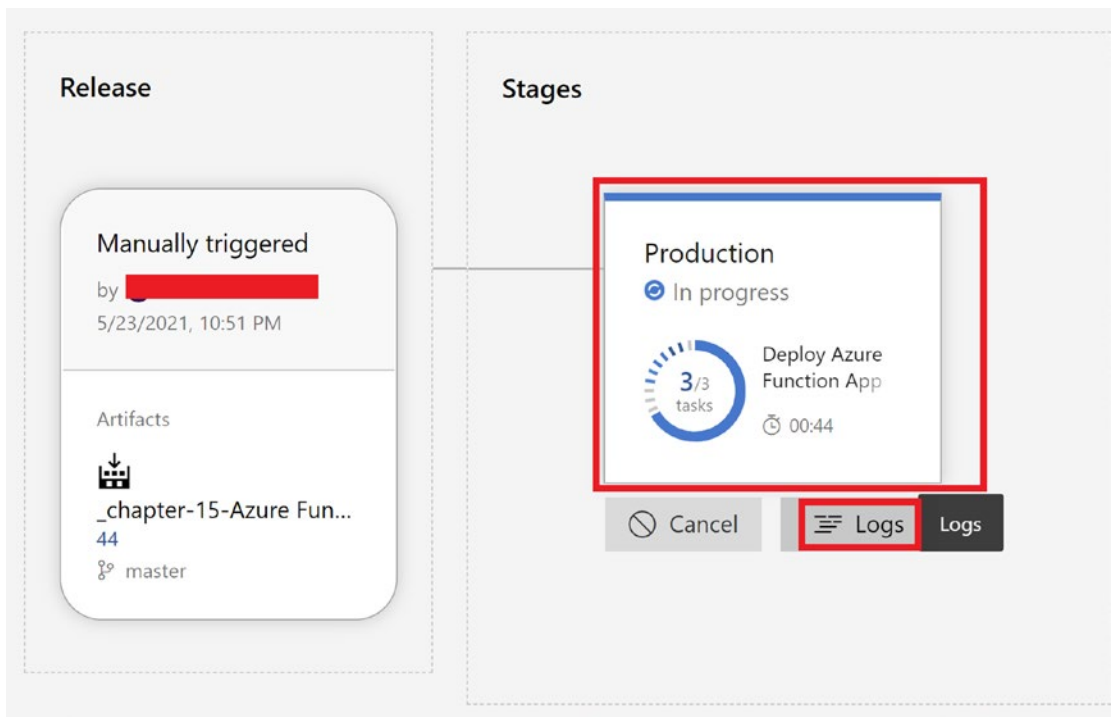 Release
Manually triggered
by
5/23/2021, 10:51 PM
Artifacts
_chapter-15-Azure Fun...
44
master
Stages
Production
In progress
3/3
tasks
Deploy Azure
Function App
00:44
Cancel
Logs
Logs